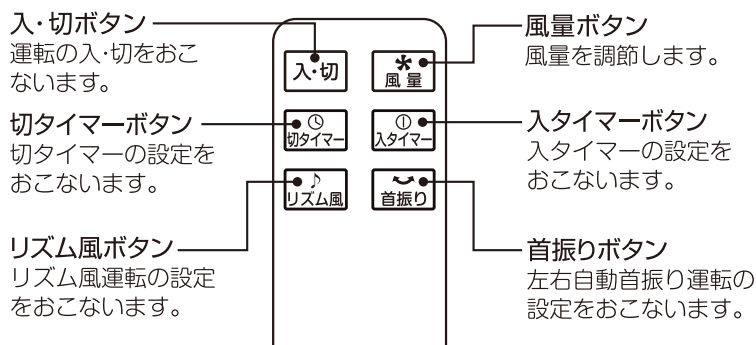 入・切ボタン
運転の入・切をおこ
ないます。
切タイマーボタン
切タイマーの設定を
おこないます。
リズム風ボタン
リズム風運転の設定
をおこないます。
入・切
風量
切タイマー
入タイマー
リズム風
首振り
風量ボタン
風量を調節します。
入タイマーボタン
入タイマーの設定を
おこないます。
首振りボタン
左右自動首振り運転の
設定をおこないます。